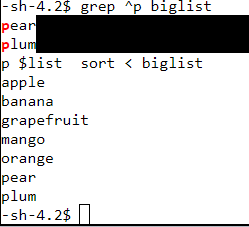 -sh-4.2$ grep ^p biglist
pear
plum
p $list  sort < biglist
apple
banana
grapefruit
mango
orange
pear
plum
-sh-4.2$